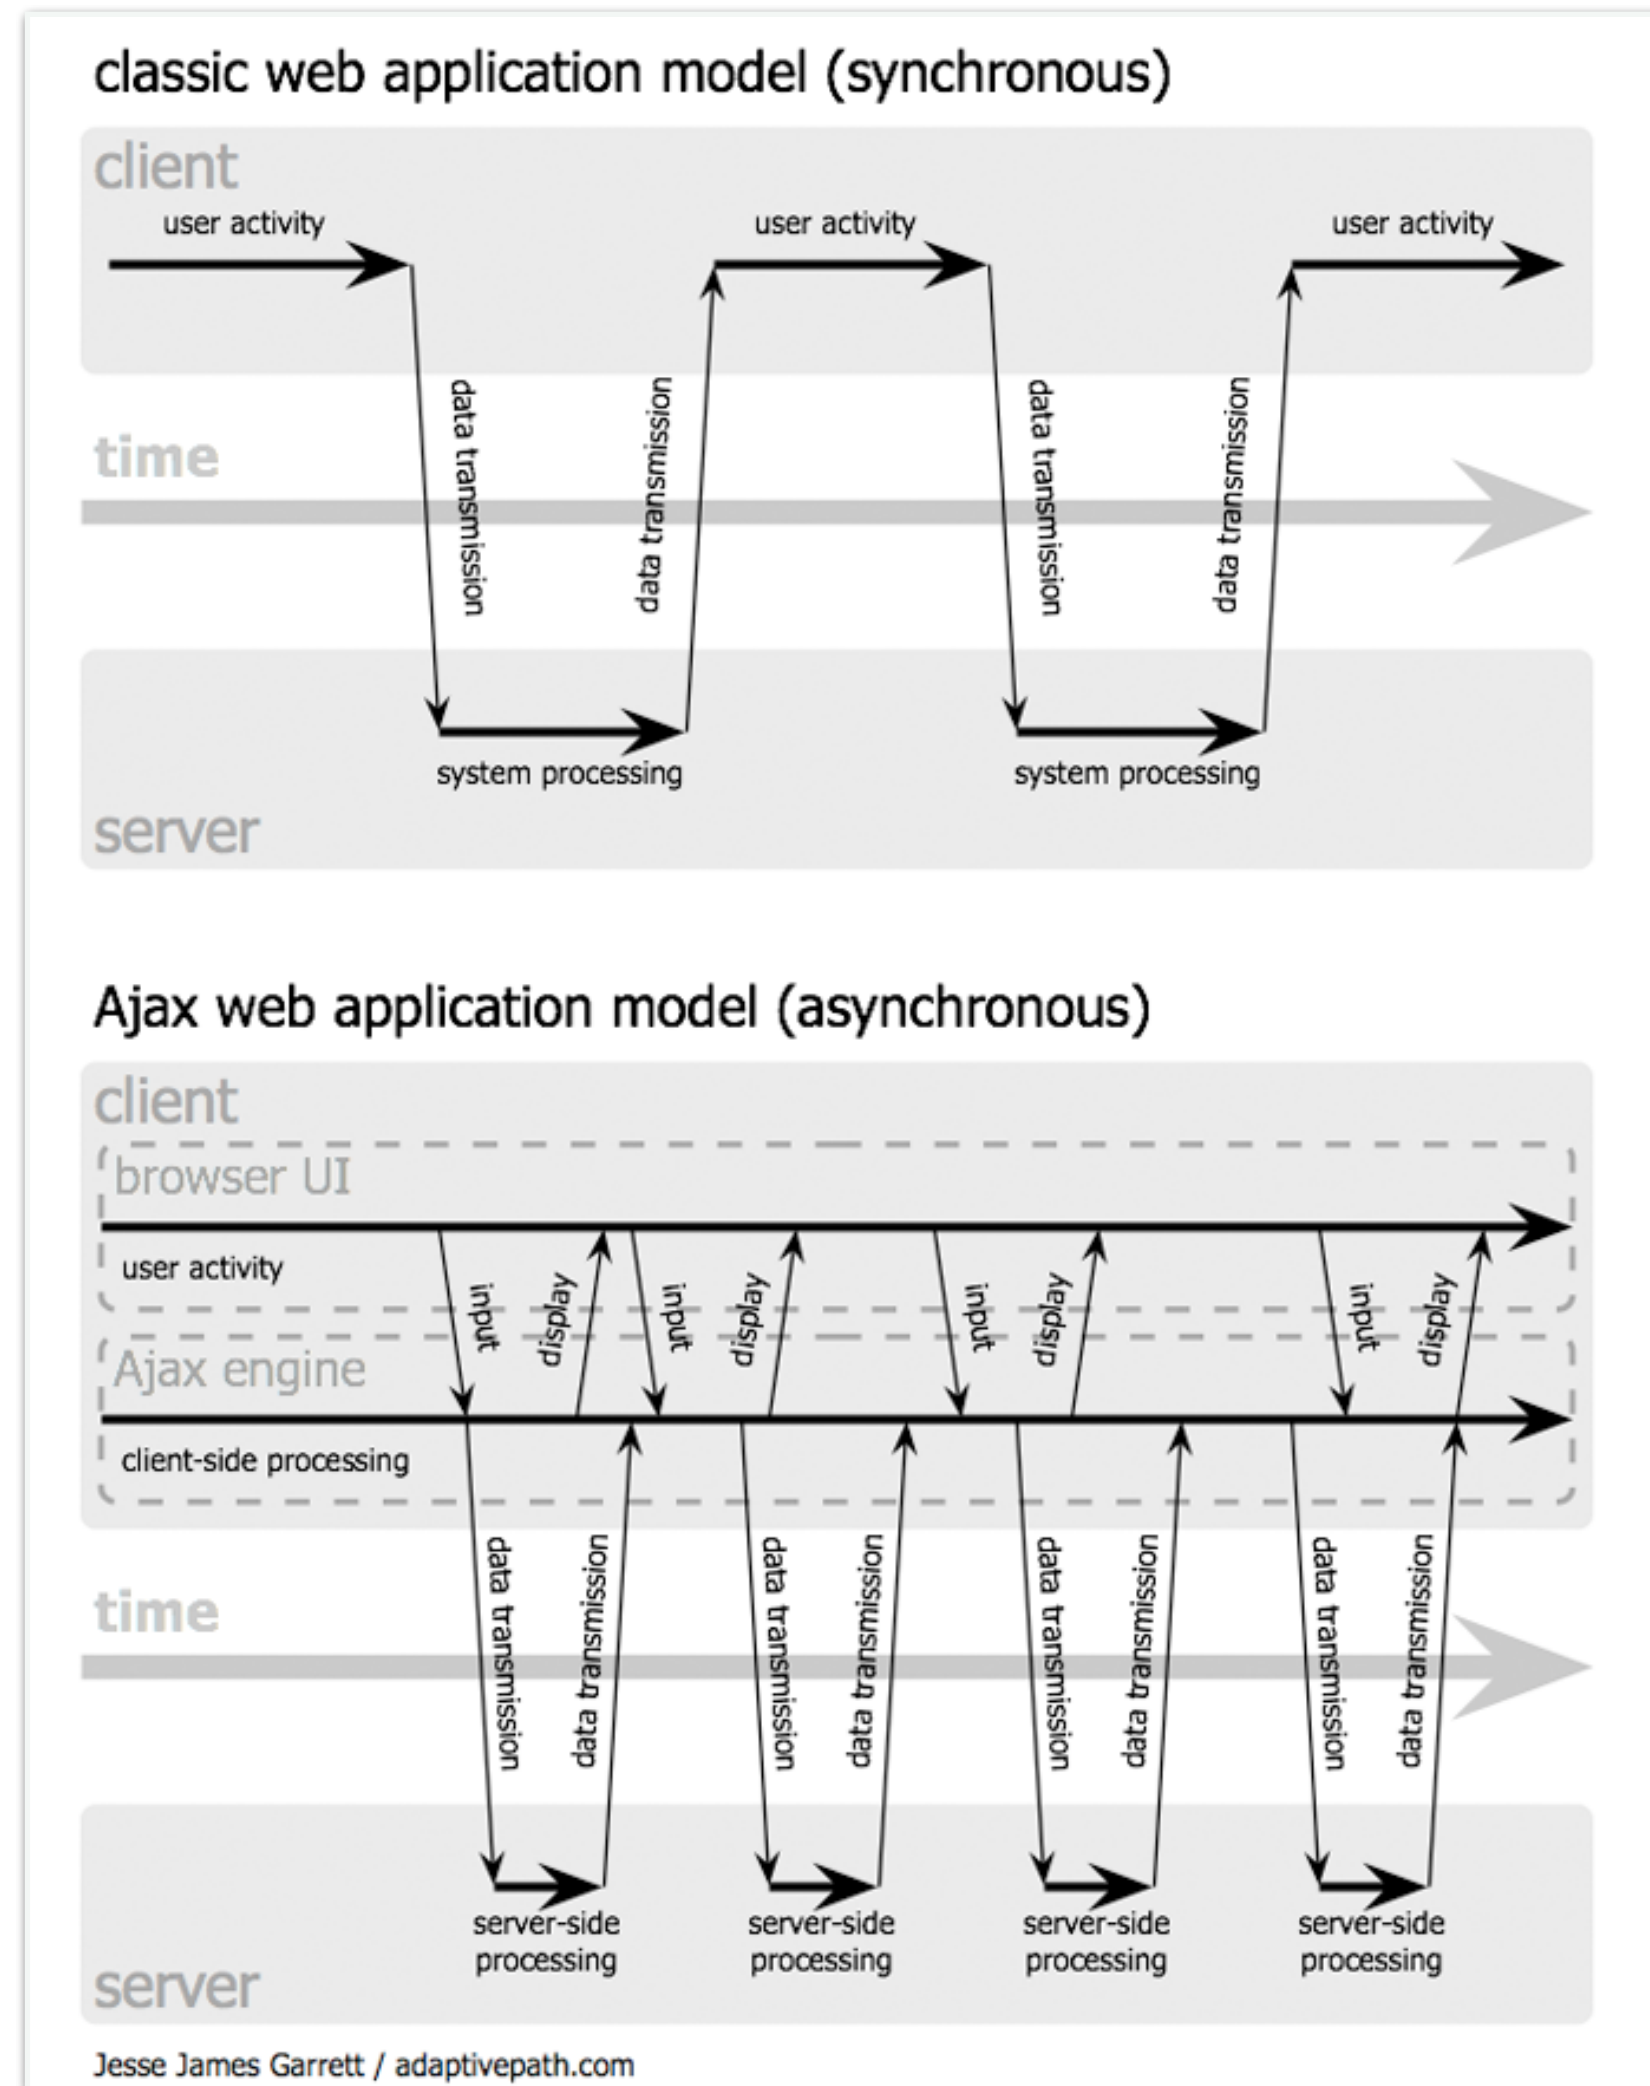 classic web application model (synchronous)
client
user activity
user activity
user activity
data transmission
data transmission
data transmission
data transmission
time
system processing
system processing
server
Ajax web application model (asynchronous)
client
browser UI
user activity
input
display
input
display
input
display
input
display
Ajax engine
client-side processing
data transmission
data transmission
data transmission
data transmission
data transmission
data transmission
data transmission
data transmission
time
server-side
processing
server-side
processing
server-side
processing
server-side
processing
server
Jesse James Garrett / adaptivepath.com